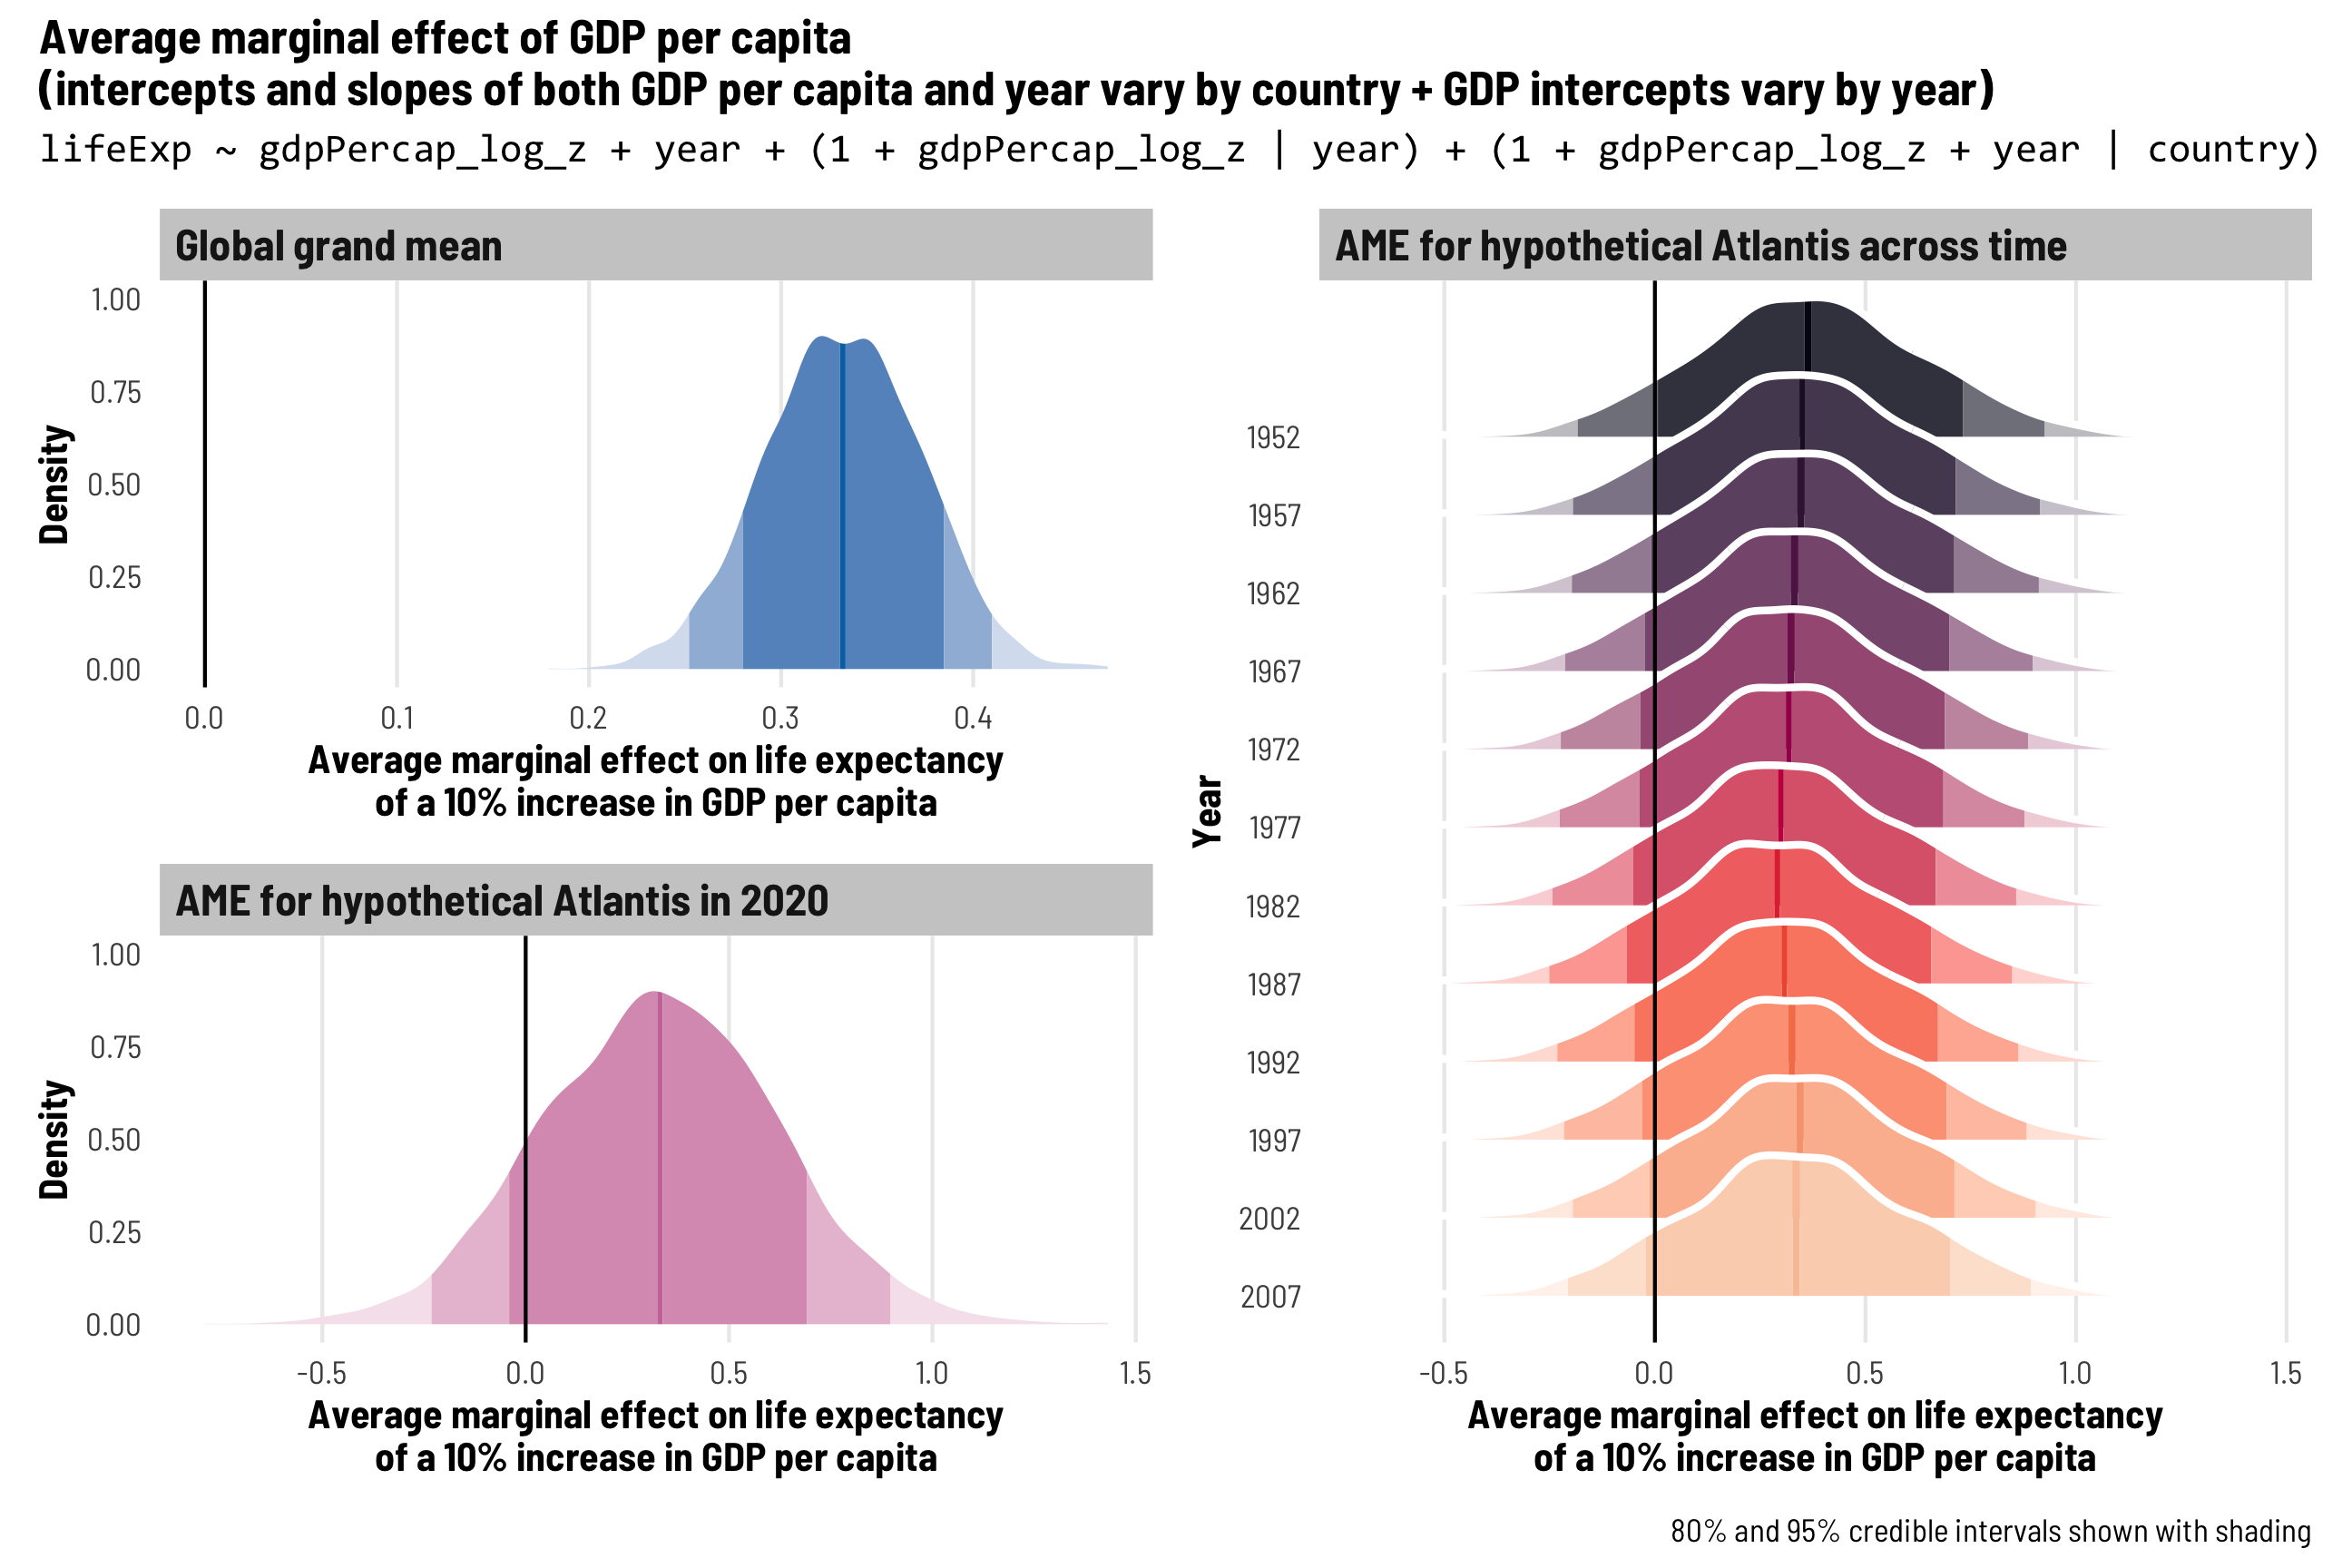 Average marginal effect of GDP per capita
(intercepts and slopes of both GDP per capita and year vary by country + GDP intercepts vary by year)
lifeExp ~ gdpPercap_log_z + year + (1 + gdpPercap_log_z | year) + (1 + gdpPercap_log_z + year | country)
Global grand mean
Density
1.00
0.75
0.50
0.25
0.00
0.0 0.1 0.2 0.3 0.4
Average marginal effect on life expectancy
of a 10% increase in GDP per capita
AME for hypothetical Atlantis in 2020
Density
1.00
0.75
0.50
0.25
0.00
-0.5 0.0 0.5 1.0 1.5
Average marginal effect on life expectancy
of a 10% increase in GDP per capita
AME for hypothetical Atlantis across time
Year
1952
1957
1962
1967
1972
1977
1982
1987
1992
1997
2002
2007
-0.5 0.0 0.5 1.0 1.5
Average marginal effect on life expectancy
of a 10% increase in GDP per capita
80% and 95% credible intervals shown with shading